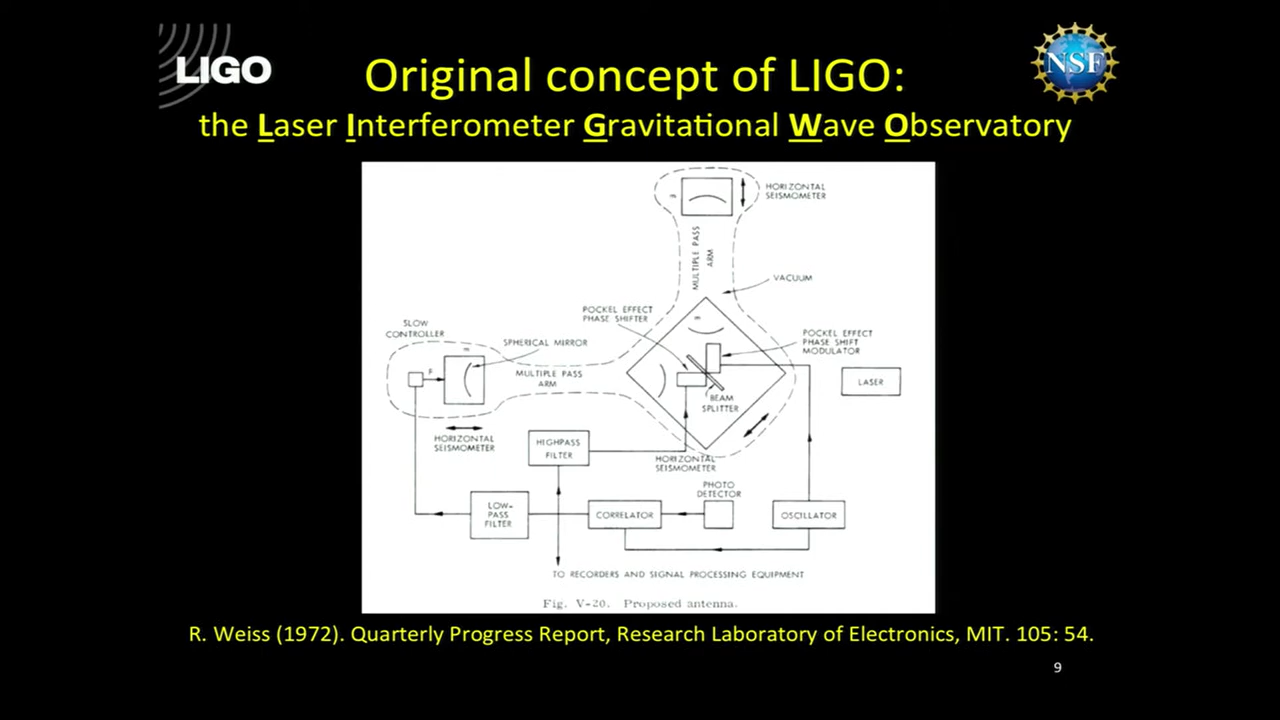 LIGO
NSF
Original concept of LIGO:
the Laser Interferometer Gravitational Wave Observatory
HORIZONTAL
SEISMOMETER
m
MULTIPLE PASS
ARM
VACUUM
POCKEL EFFECT
PHASE SHIFTER
m
SLOW
CONTROLLER
m
SPHERICAL MIRROR
POCKEL EFFECT
PHASE SHIFT
MODULATOR
F
MULTIPLE PASS
ARM
LASER
BEAM
SPLITTER
HORIZONTAL
SEISMOMETER
HIGHPASS
FILTER
HORIZONTAL
SEISMOMETER
PHOTO
DETECTOR
LOW-
PASS
FILTER
CORRELATOR
OSCILLATOR
TO RECORDERS AND SIGNAL PROCESSING EQUIPMENT
Fig. V-20. Proposed antenna.
R. Weiss (1972). Quarterly Progress Report, Research Laboratory of Electronics, MIT. 105: 54.
9